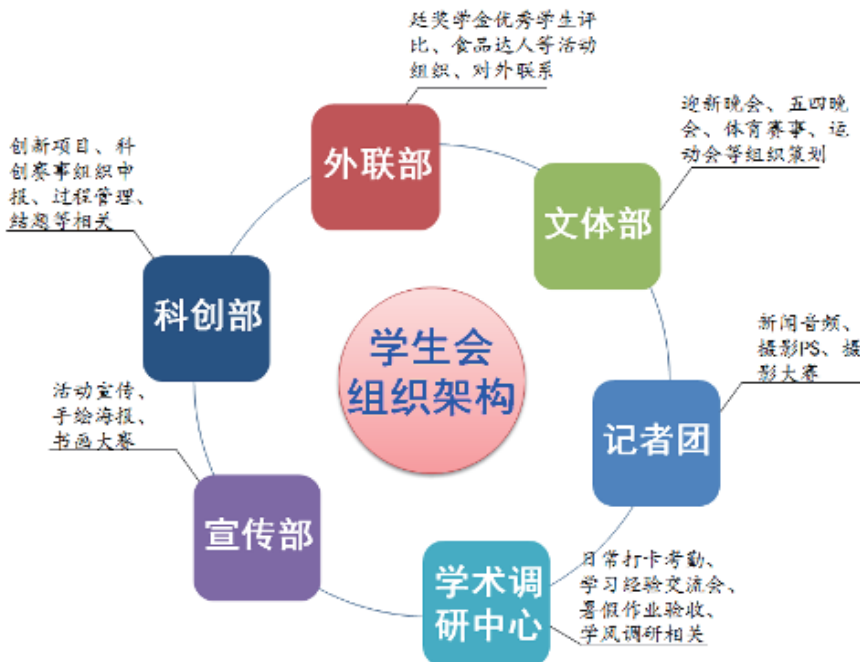 廷奖学金优秀学生评
比、食品达人等活动
组织、对外联系
外联部
迎新晚会、五四晚
会、体育赛事、运
动会等组织策划
文体部
创新项目、科
创赛事组织申
报、过程管理、
结题等相关
科创部
学生会
组织架构
新闻音频、
摄影PS、摄
影大赛
记者团
活动宣传、
手绘海报、
书画大赛
宣传部
学术调
研中心
日常打卡考勤、
学习经验交流会、
暑假作业验收、
学风调研相关